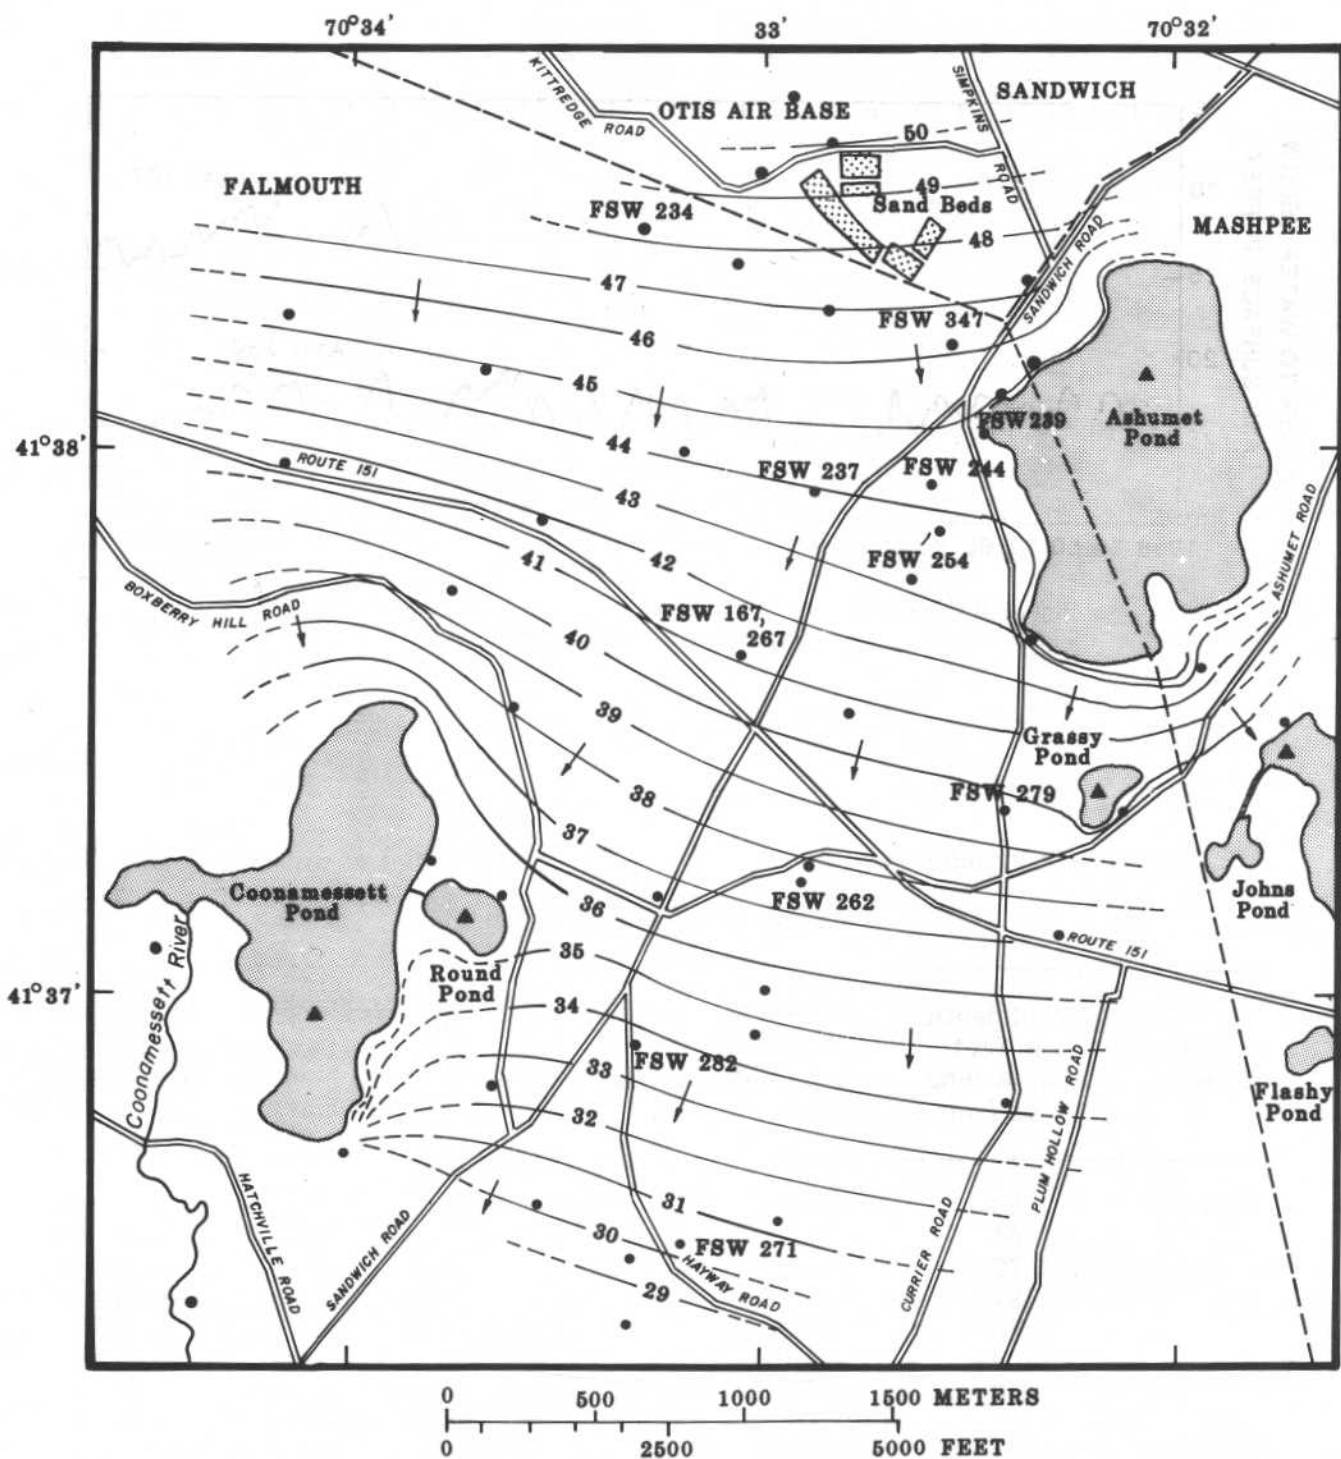 70°34'
33'
70°32'
KITTREDGE ROAD
OTIS AIR BASE
SIMPKINS ROAD
SANDWICH
50
FALMOUTH
49
Sand Beds
FSW 234
48
MASHPEE
SANDWICH ROAD
47
FSW 347
46
45
FSW 239
Ashumet
Pond
41°38'
44
ROUTE 151
FSW 237
FSW 244
43
ASHUMET ROAD
42
41
FSW 254
BOXBERRY HILL ROAD
FSW 167,
267
40
39
Grassy
Pond
38
FSW 279
37
Coonamessett
Pond
36
FSW 262
Johns
Pond
Coonamessett River
35
ROUTE 151
Round
Pond
41°37'
34
FSW 282
33
PLUM HOLLOW ROAD
Flashy
Pond
32
HATCHVILLE ROAD
31
CURRIER ROAD
30
FSW 271
SANDWICH ROAD
HAYWAY ROAD
29
0 500 1000 1500 METERS
0 2500 5000 FEET